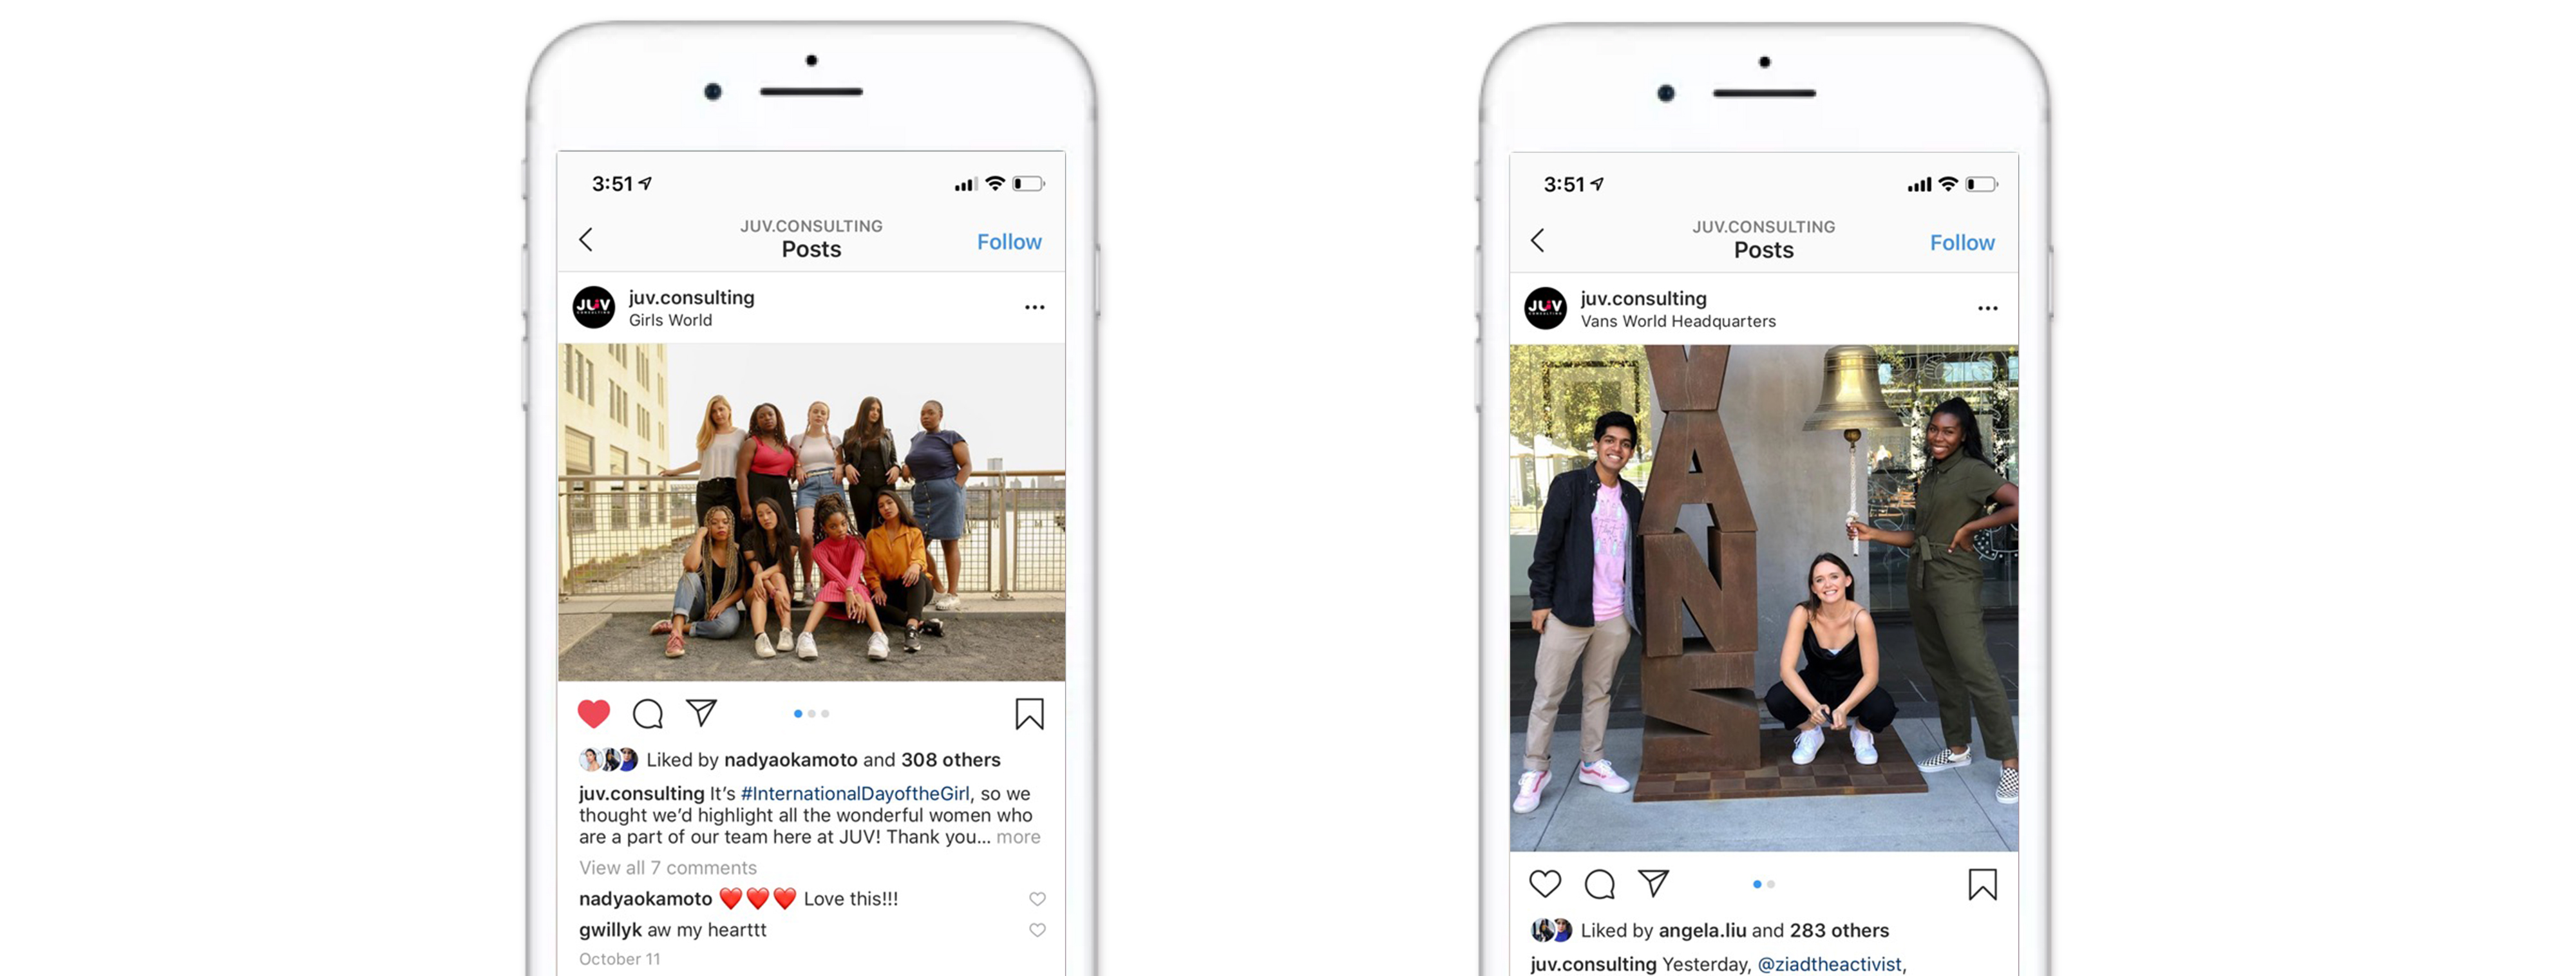 3:51
JUV.CONSULTING
Posts
Follow
JUV
CONSULTING
juv.consulting
Girls World
Liked by nadyaokamoto and 308 others
juv.consulting It's #InternationalDayoftheGirl, so we
thought we'd highlight all the wonderful women who
are a part of our team here at JUV! Thank you... more
View all 7 comments
nadyaokamoto ❤️❤️❤️ Love this!!!
gwillyk aw my hearttt
October 11
3:51
JUV.CONSULTING
Posts
Follow
JUV
CONSULTING
juv.consulting
Vans World Headquarters
VANS
Liked by angela.liu and 283 others
juv.consulting Yesterday, @ziadtheactivist,